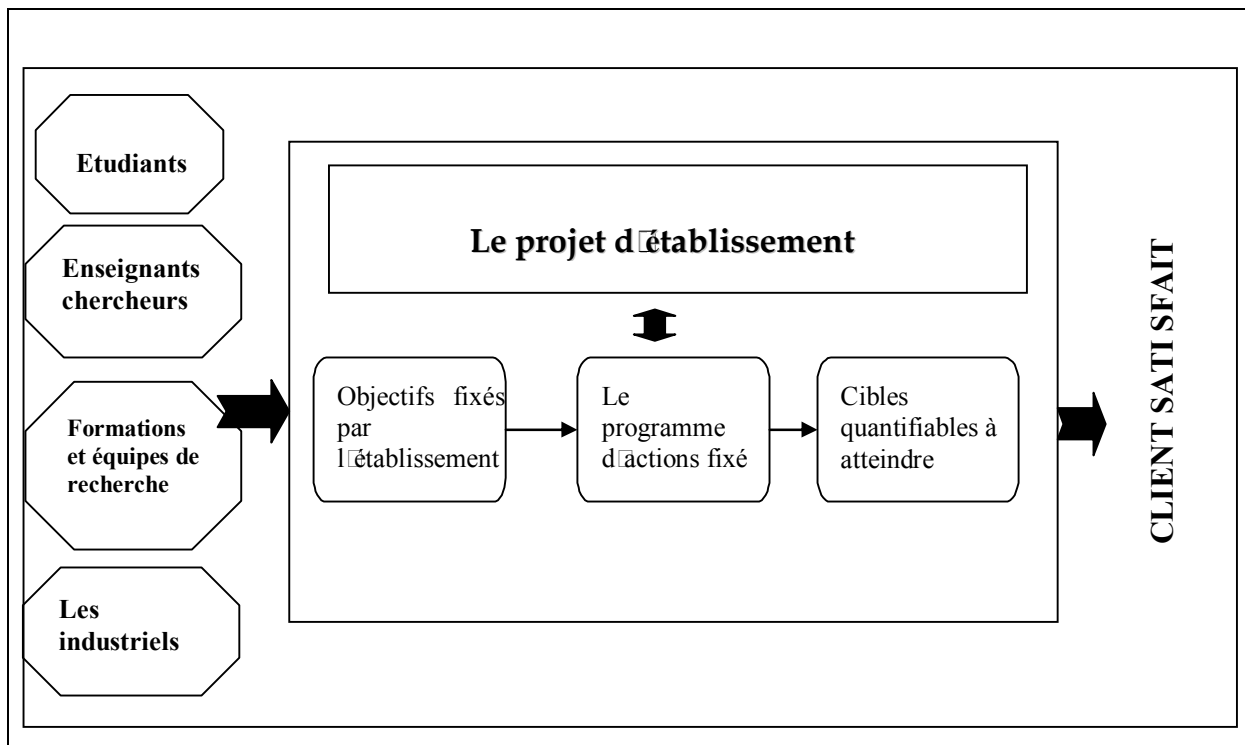 Etudiants
Enseignants
chercheurs
Formations
et équipes de
recherche
Les
industriels
Le projet d□établissement
Objectifs fixés
par
l□établissement
Le
programme
d□actions fixé
Cibles
quantifiables à
atteindre
CLIENT SATI SFAIT